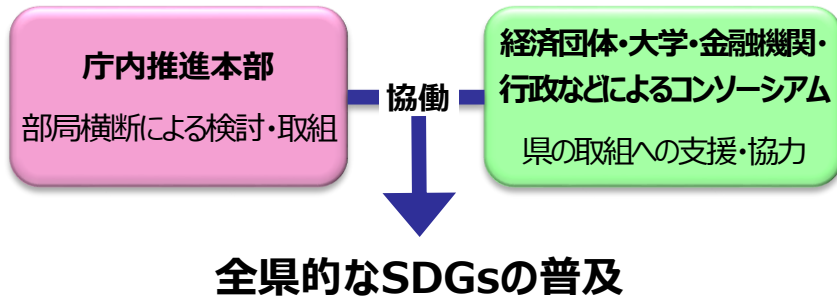 庁内推進本部
部局横断による検討・取組
協働
経済団体・大学・金融機関・
行政などによるコンソーシアム
県の取組への支援・協力
全県的なSDGsの普及